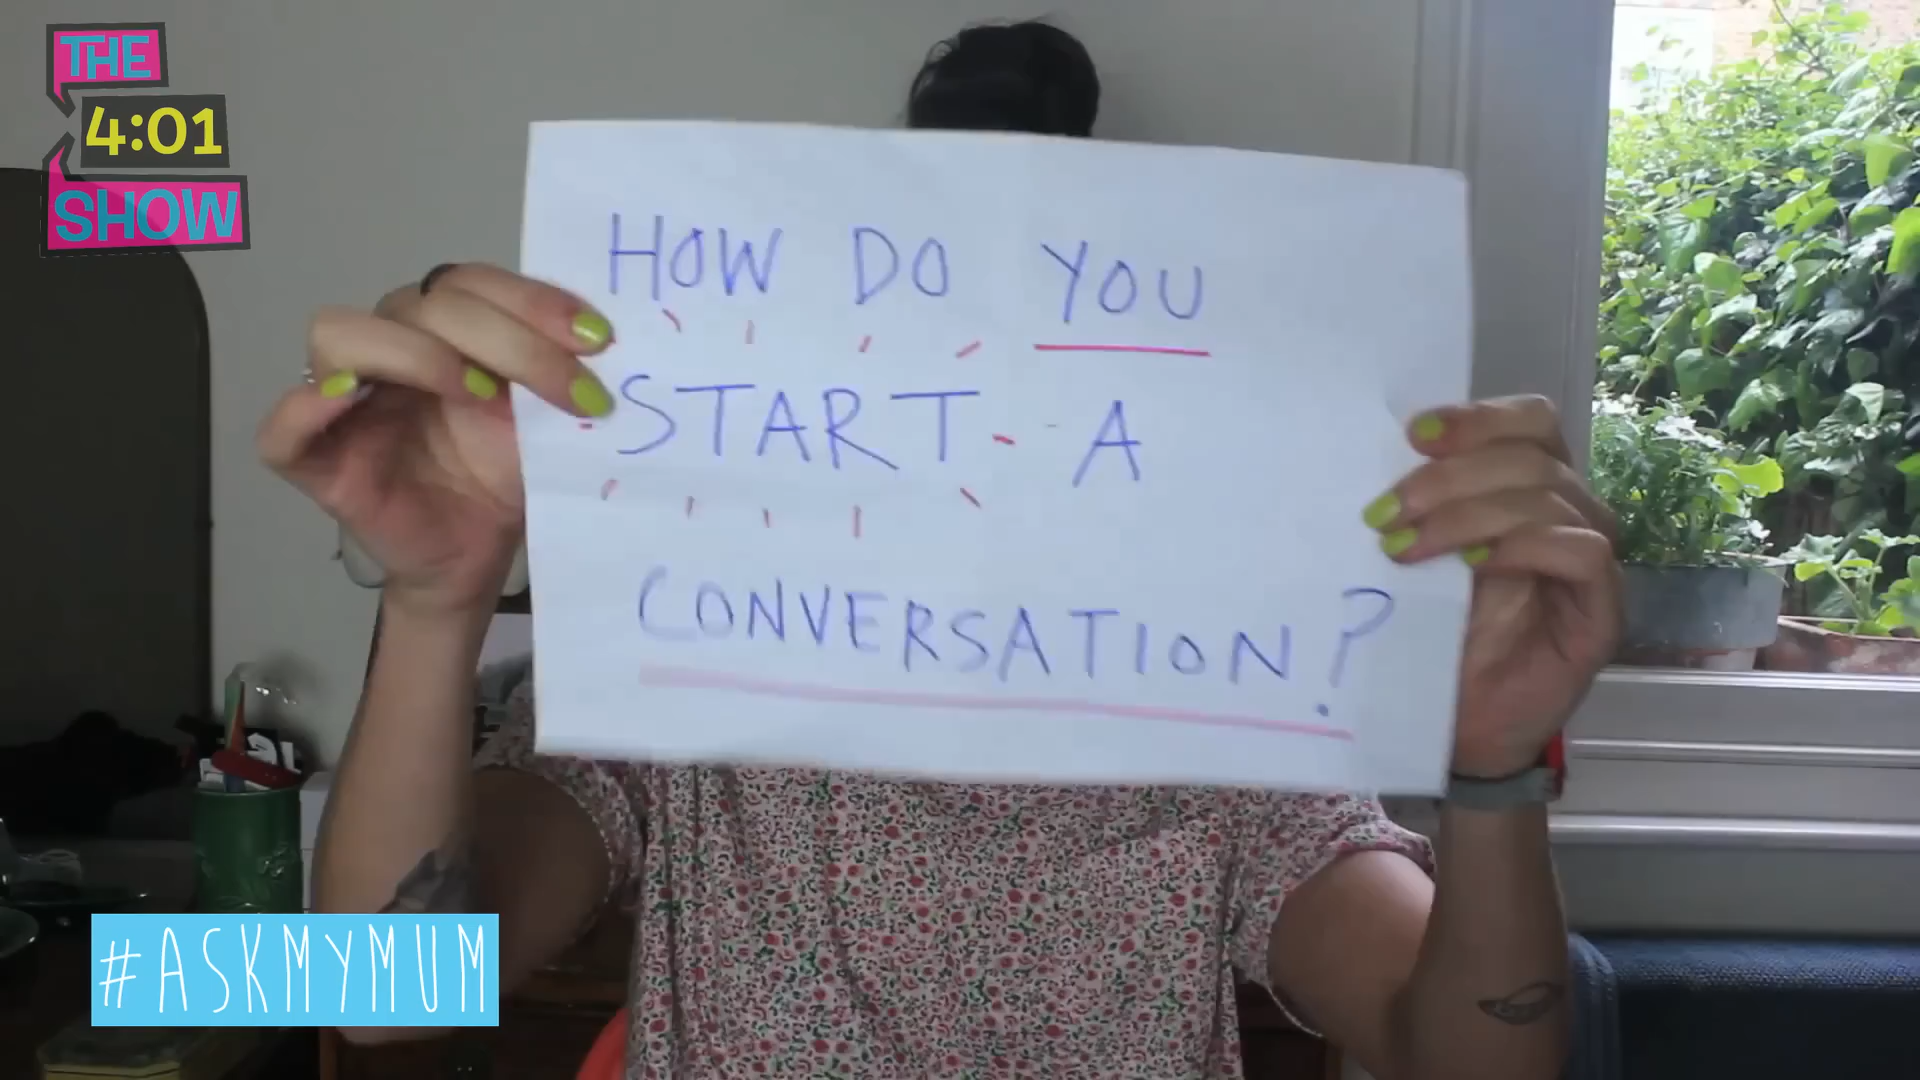 THE
4:01
SHOW
HOW DO YOU
START A
CONVERSATION?
#ASKMYMUM